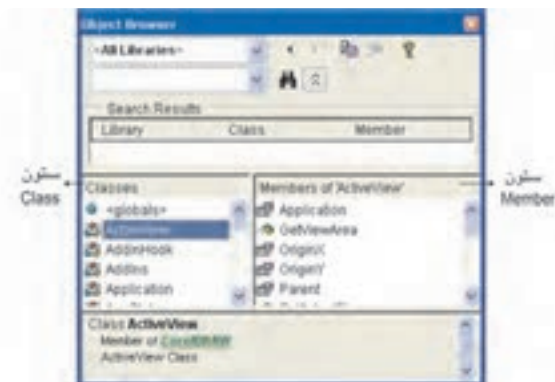 Object Browser
<All Libraries>
Search Results
Library Class Member
ستون
Class
ستون
Member
Classes
Members of 'ActiveView'
<globals>
ActiveView
AddinHook
AddIns
Application
Application
GetViewArea
OriginX
OriginY
Parent
Class ActiveView
Member of CorelDRAW
ActiveView Class